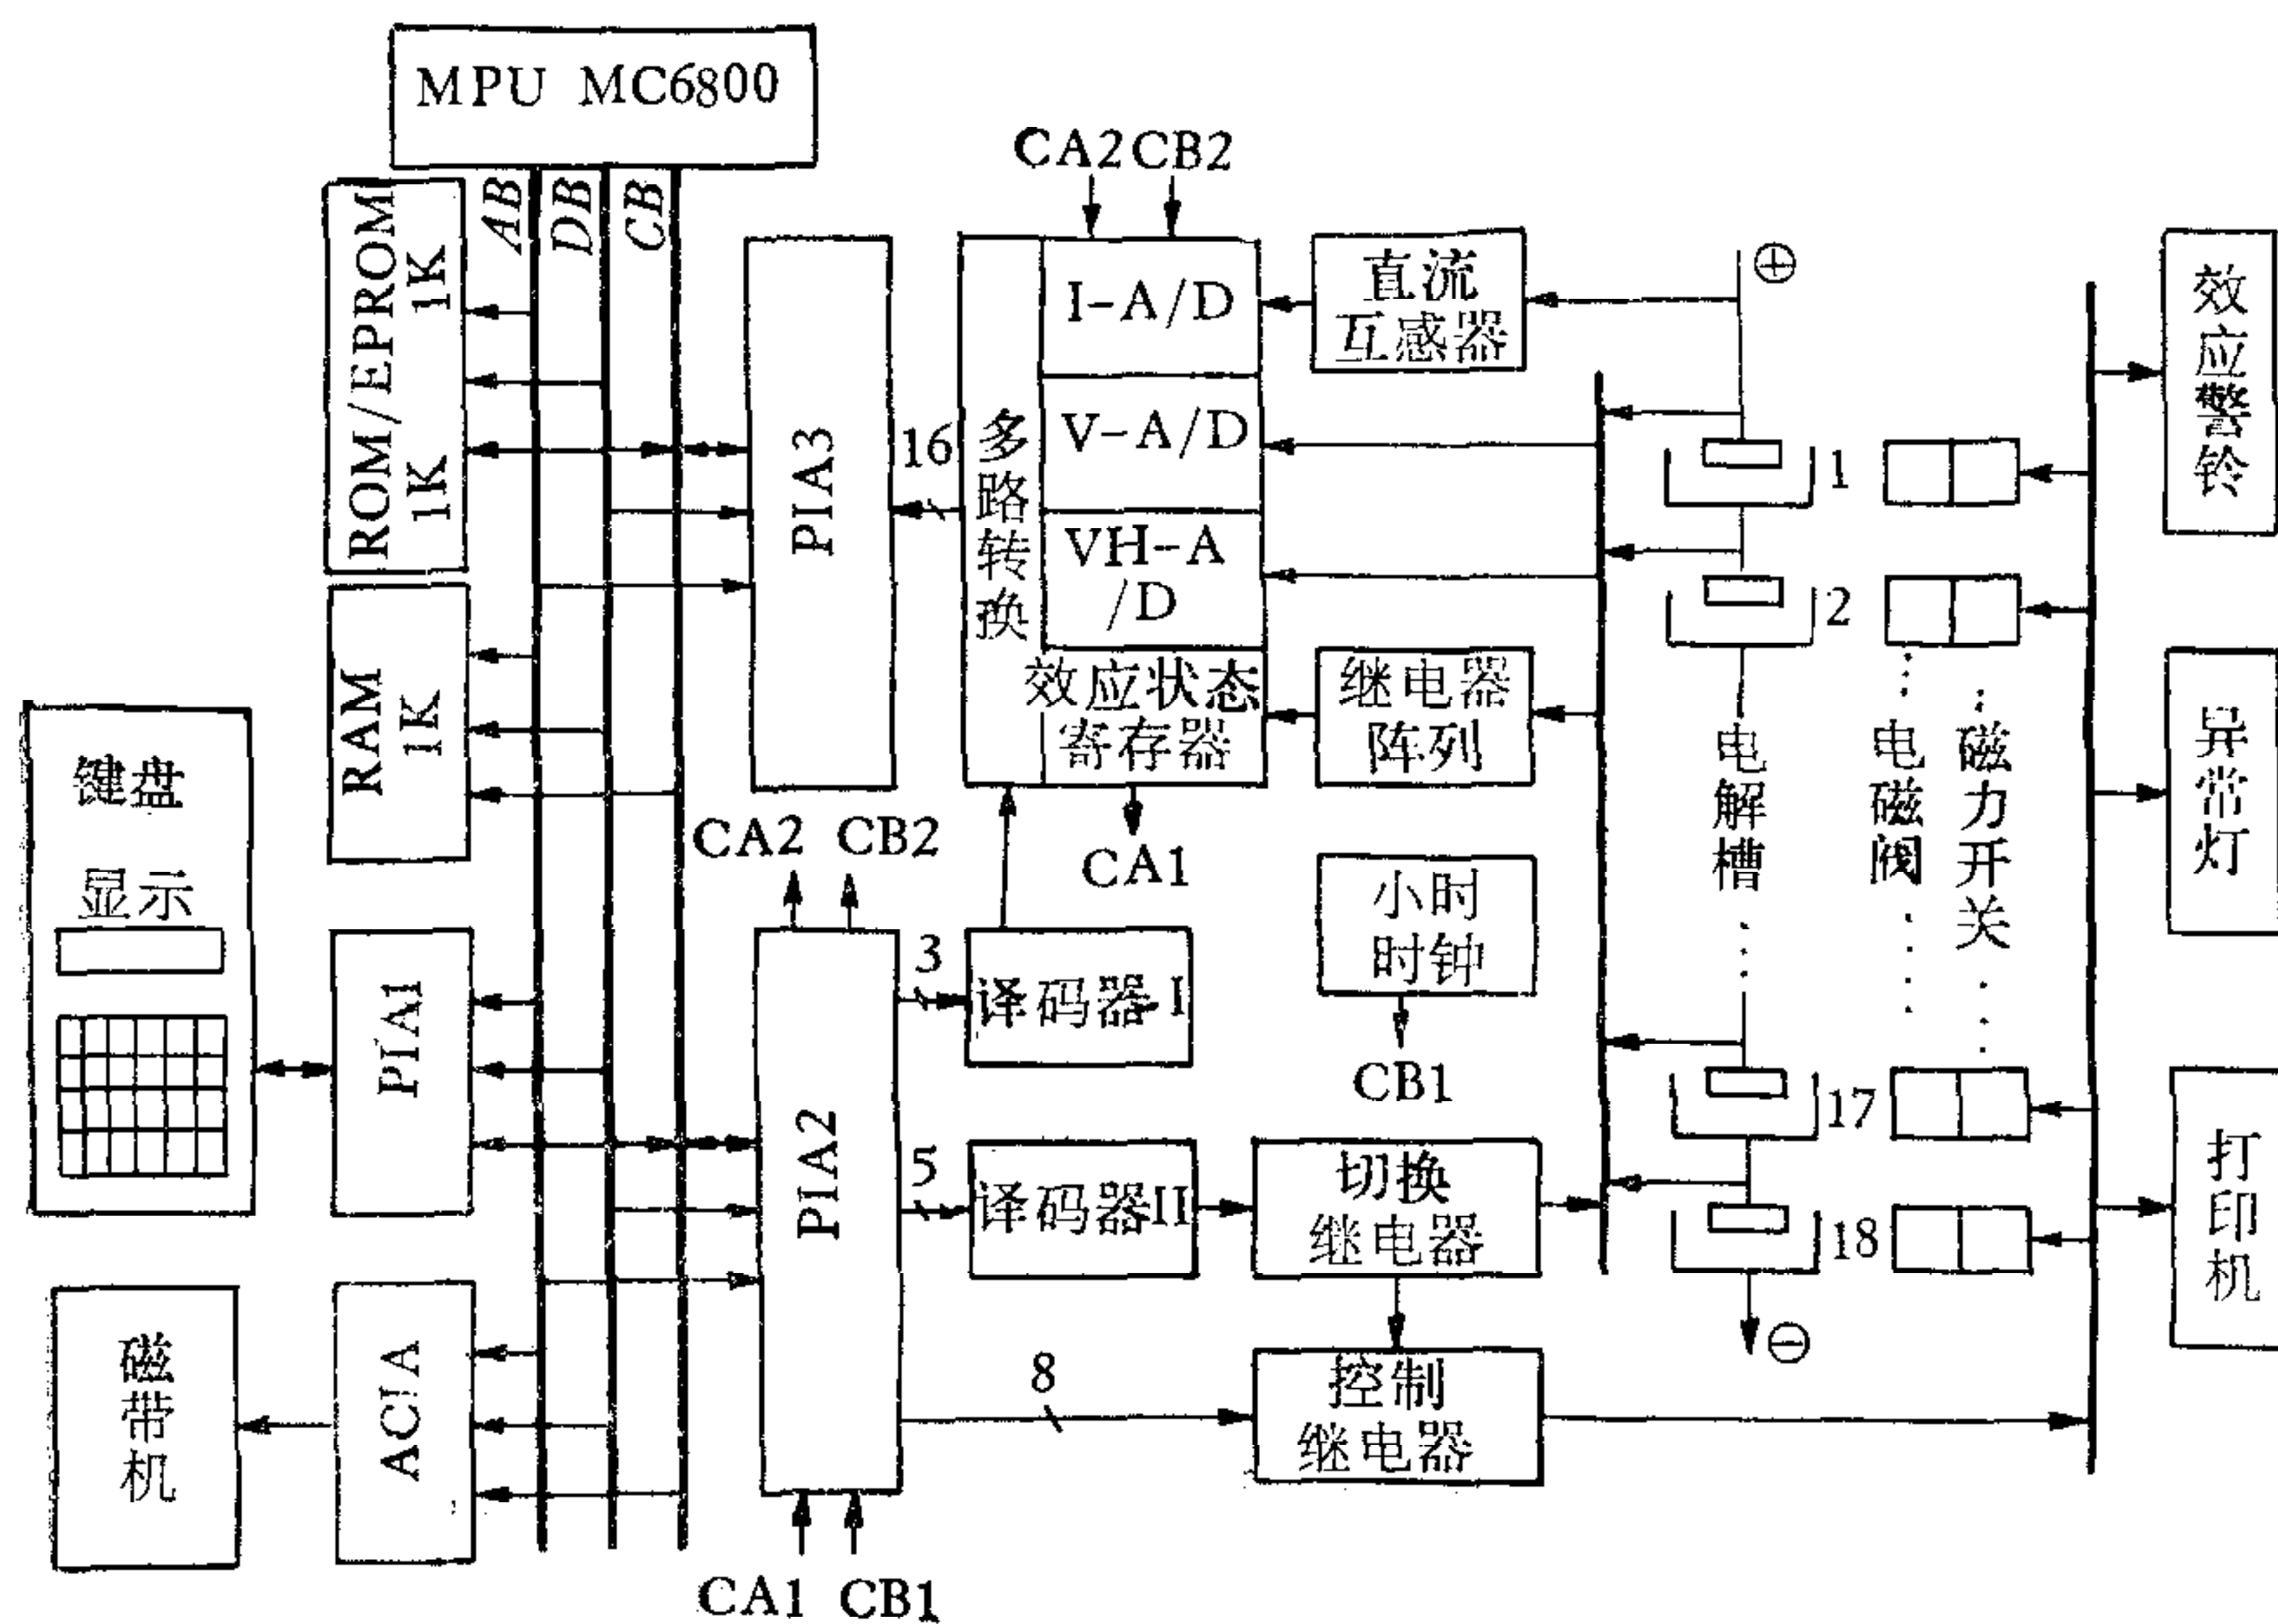 MPU MC6800
AB
DB
CB
ROM/EPROM
1K
1K
RAM
1K
键盘
显示
PIA1
磁带机
ACIA
PIA3
16
CA2 CB2
多路转换
I-A/D
V-A/D
VH-A
/D
效应状态
寄存器
CA1
直流
互感器
继电器
阵列
小时
时钟
CB1
CA2 CB2
PIA2
3
译码器I
5
译码器II
切换
继电器
8
控制
继电器
CA1 CB1
⊕
1
2
电解槽
17
18
⊖
电磁阀
磁力开关
效应警铃
异常灯
打印机